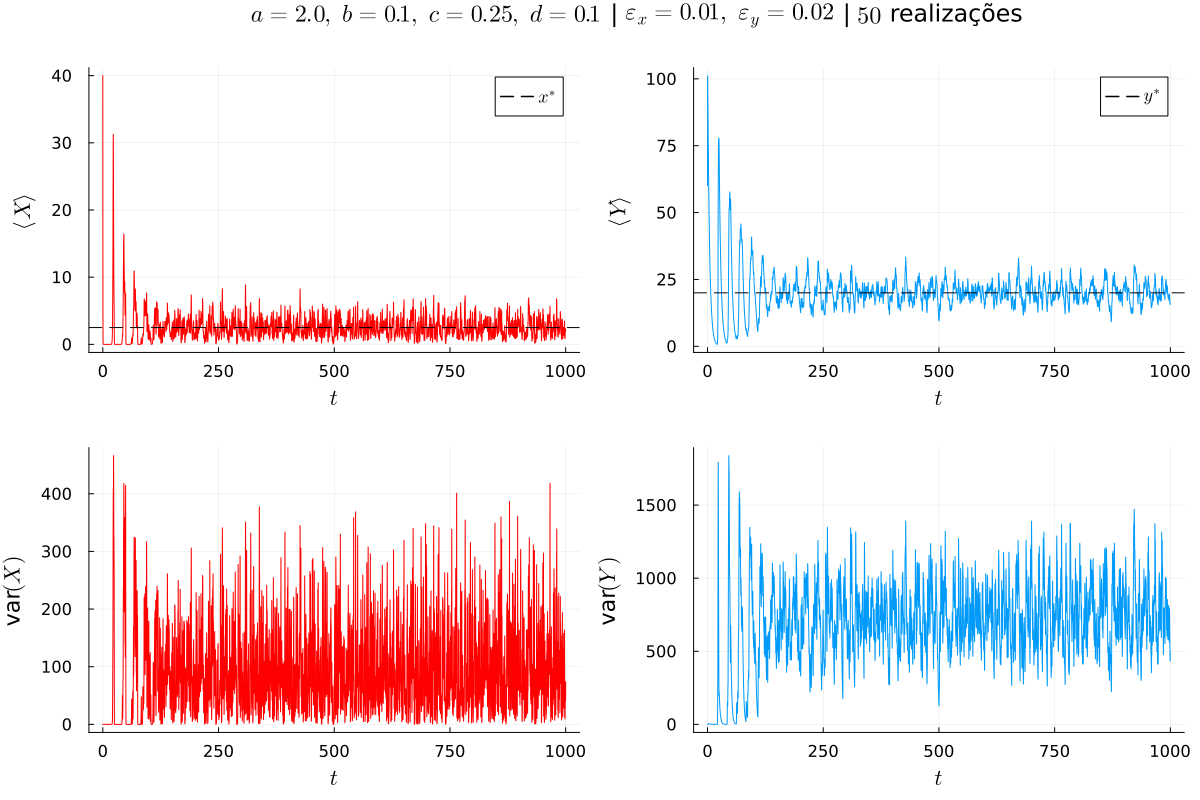 a = 2.0, b = 0.1, c = 0.25, d = 0.1 | εx = 0.01, εy = 0.02 | 50 realizações
40
30
20
10
0
⟨X⟩
x*
0 250 500 750 1000
t
100
75
50
25
0
⟨Y⟩
y*
0 250 500 750 1000
t
400
300
200
100
0
var(X)
0 250 500 750 1000
t
1500
1000
500
0
var(Y)
0 250 500 750 1000
t